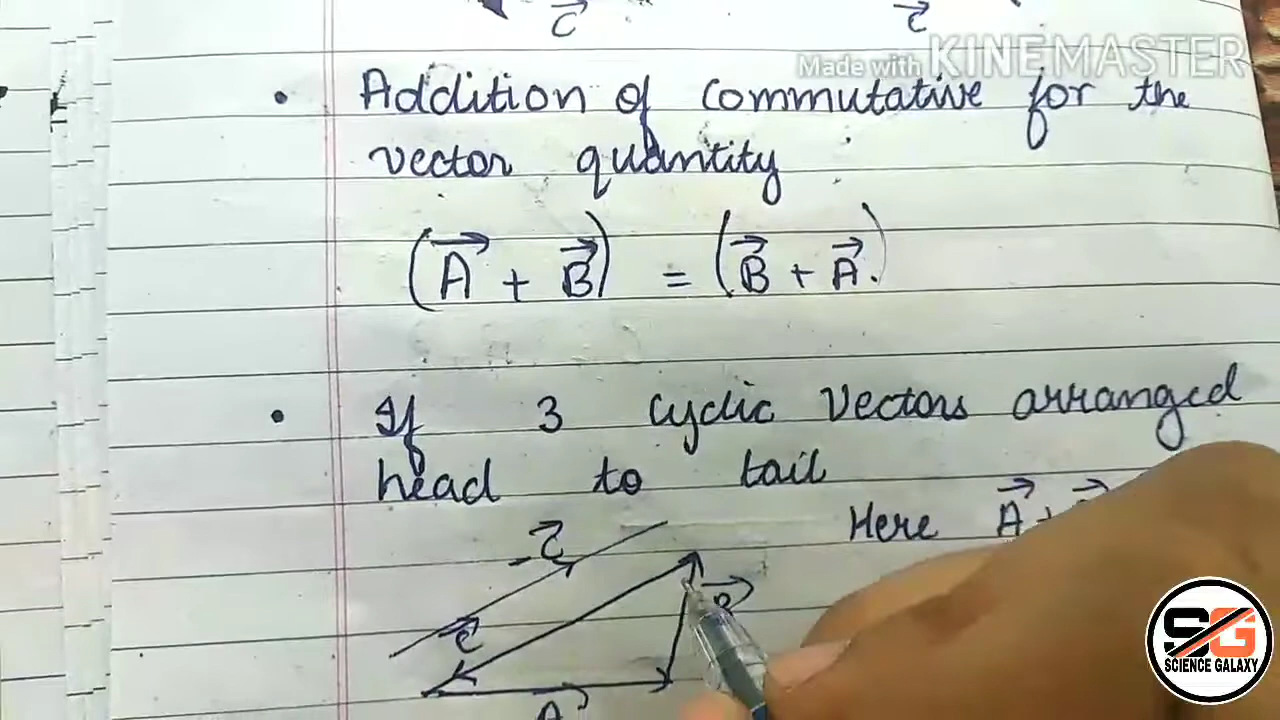 C⃗ C⃗
Made with KINEMASTER
• Addition of commutative for the
vector quantity
(A⃗ + B⃗) = (B⃗ + A⃗)
• If 3 cyclic vectors arranged
head to tail
Here A⃗ +
-C⃗
B⃗
C⃗
A⃗
SG
SCIENCE GALAXY